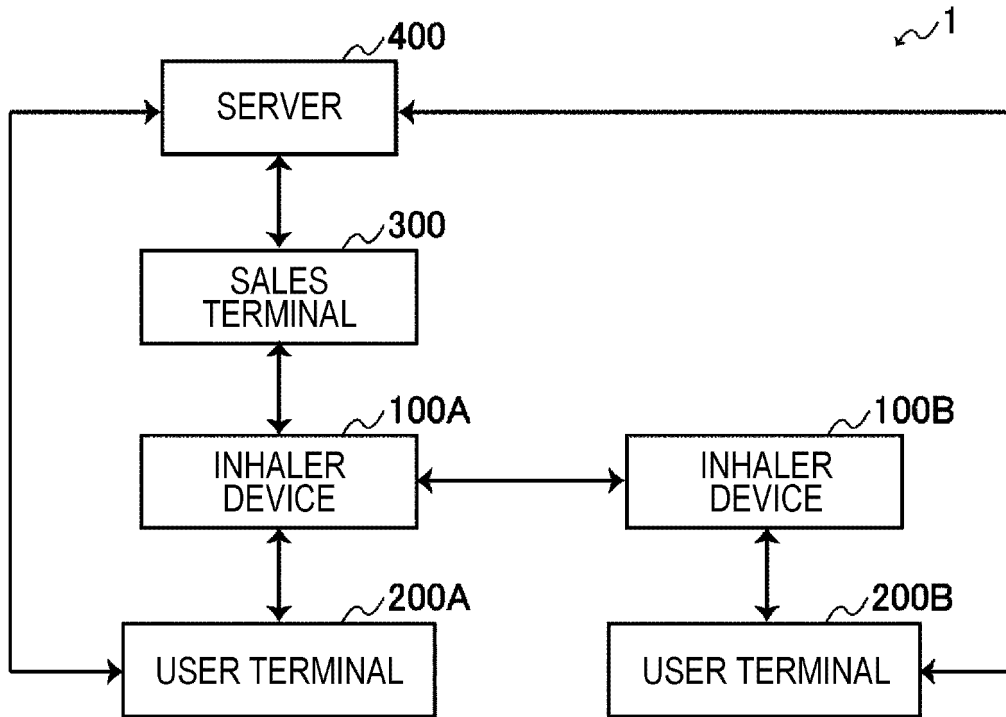 1
400
SERVER
300
SALES
TERMINAL
100A
INHALER
DEVICE
100B
INHALER
DEVICE
200A
USER TERMINAL
200B
USER TERMINAL